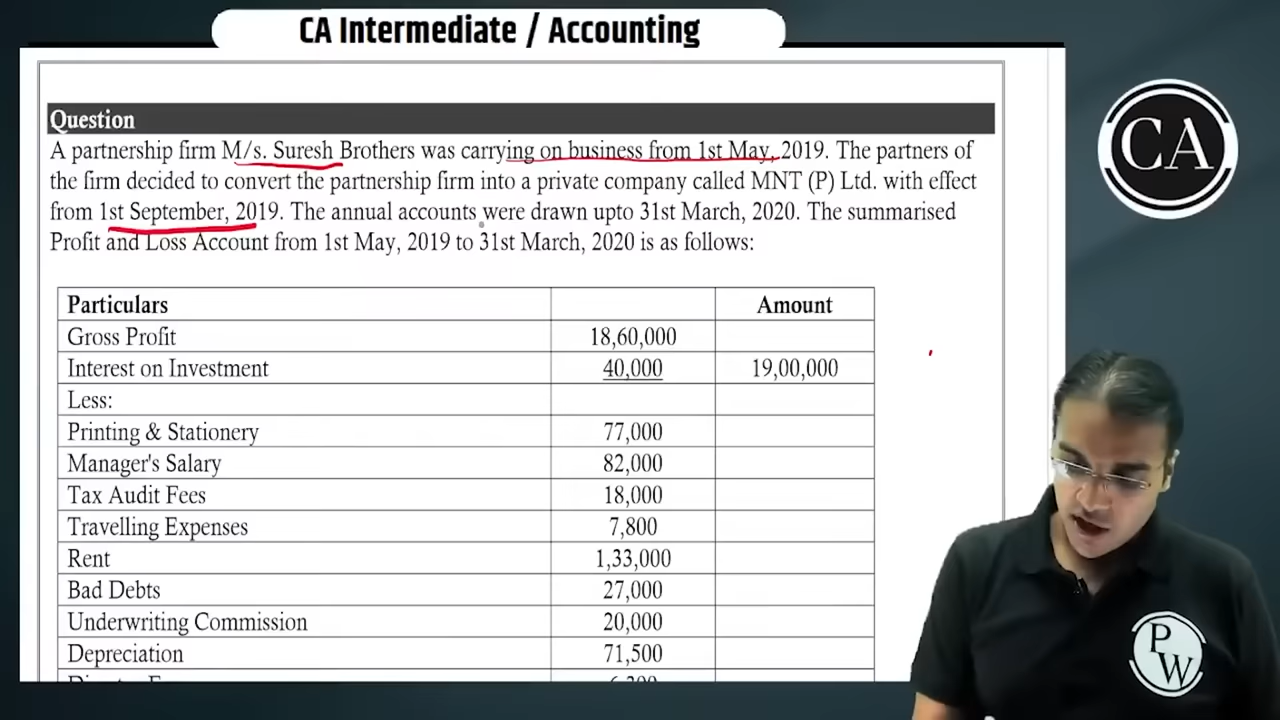 CA Intermediate / Accounting
Question
A partnership firm M/s. Suresh Brothers was carrying on business from 1st May, 2019. The partners of
the firm decided to convert the partnership firm into a private company called MNT (P) Ltd. with effect
from 1st September, 2019. The annual accounts were drawn upto 31st March, 2020. The summarised
Profit and Loss Account from 1st May, 2019 to 31st March, 2020 is as follows:
Particulars Amount
Gross Profit 18,60,000
Interest on Investment 40,000 19,00,000
Less:
Printing & Stationery 77,000
Manager's Salary 82,000
Tax Audit Fees 18,000
Travelling Expenses 7,800
Rent 1,33,000
Bad Debts 27,000
Underwriting Commission 20,000
Depreciation 71,500
CA
P
W